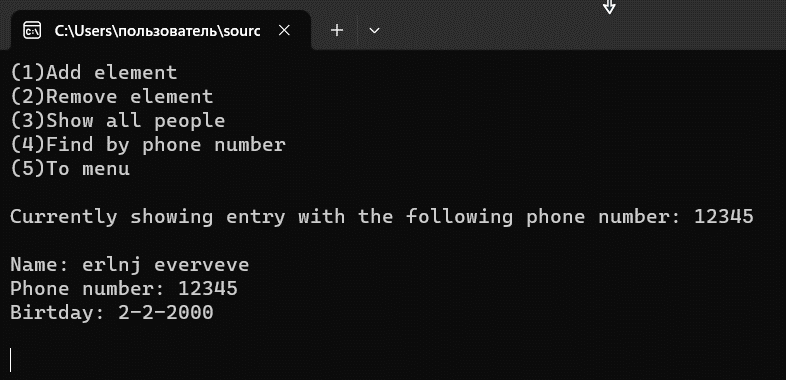 C:\Users\пользователь\sourc
(1)Add element
(2)Remove element
(3)Show all people
(4)Find by phone number
(5)To menu
Currently showing entry with the following phone number: 12345
Name: erlnj everveve
Phone number: 12345
Birtday: 2-2-2000